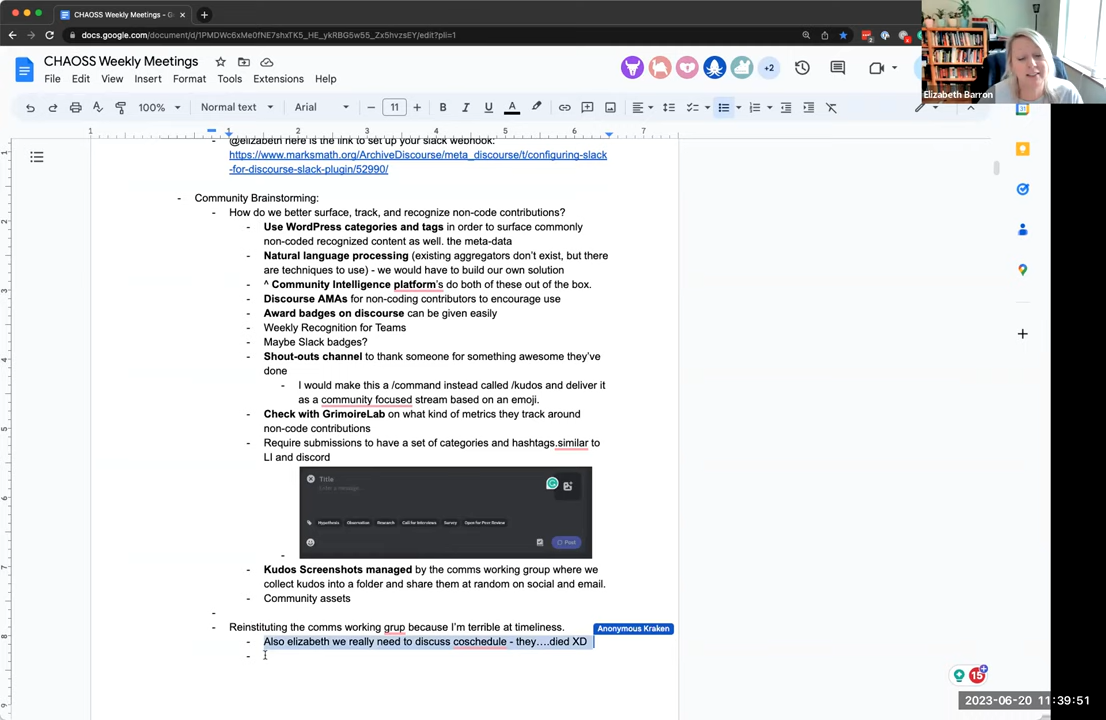 CHAOSS Weekly Meetings - G
docs.google.com/document/d/1PMDWc6xMe0fNE7shxTK5_HE_ykRBG5w55_Zx5hvzsEY/edit?pli=1
CHAOSS Weekly Meetings
File Edit View Insert Format Tools Extensions Help
+2
Elizabeth Barron
100% Normal text Arial 11
1 1 2 3 4 5 6 7
@elizabeth here is the link to set up your slack webhook:
https://www.marksmath.org/ArchiveDiscourse/meta_discourse/t/configuring-slack
-for-discourse-slack-plugin/52990/
- Community Brainstorming:
- How do we better surface, track, and recognize non-code contributions?
- Use WordPress categories and tags in order to surface commonly
non-coded recognized content as well. the meta-data
- Natural language processing (existing aggregators don't exist, but there
are techniques to use) - we would have to build our own solution
- ^ Community Intelligence platform's do both of these out of the box.
- Discourse AMAs for non-coding contributors to encourage use
- Award badges on discourse can be given easily
- Weekly Recognition for Teams
- Maybe Slack badges?
- Shout-outs channel to thank someone for something awesome they've
done
- I would make this a /command instead called /kudos and deliver it
as a community focused stream based on an emoji.
- Check with GrimoireLab on what kind of metrics they track around
non-code contributions
- Require submissions to have a set of categories and hashtags.similar to
LI and discord
Title
Enter a message...
Hypothesis Observation Research Call for Interviews Survey Open for Peer Review
Post
-
- Kudos Screenshots managed by the comms working group where we
collect kudos into a folder and share them at random on social and email.
- Community assets
-
- Reinstituting the comms working grup because I'm terrible at timeliness.
Anonymous Kraken
- Also elizabeth we really need to discuss coschedule - they….died XD
-
15
2023-06-20 11:39:51